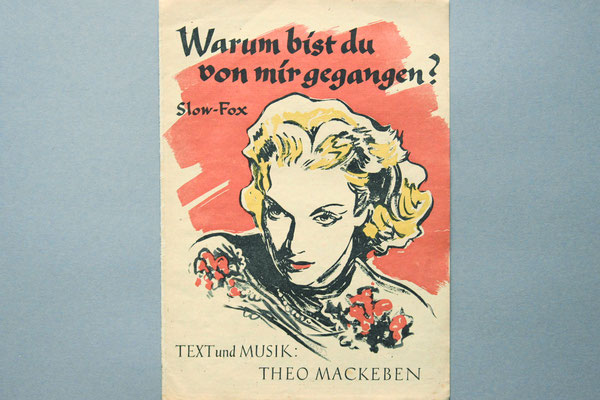 Warum bist du
von mir gegangen?
Slow-Fox
TEXT und MUSIK:
THEO MACKEBEN